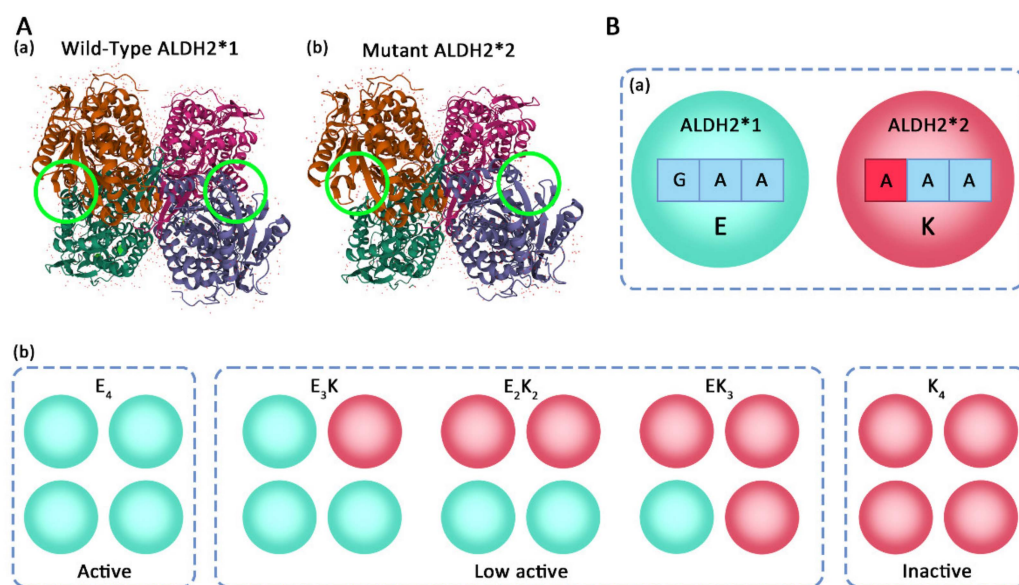 A
(a) Wild-Type ALDH2*1
(b) Mutant ALDH2*2
B
(a)
ALDH2*1
G A A
E
ALDH2*2
A A A
K
(b)
E₄
Active
E₃K
E₂K₂
EK₃
Low active
K₄
Inactive